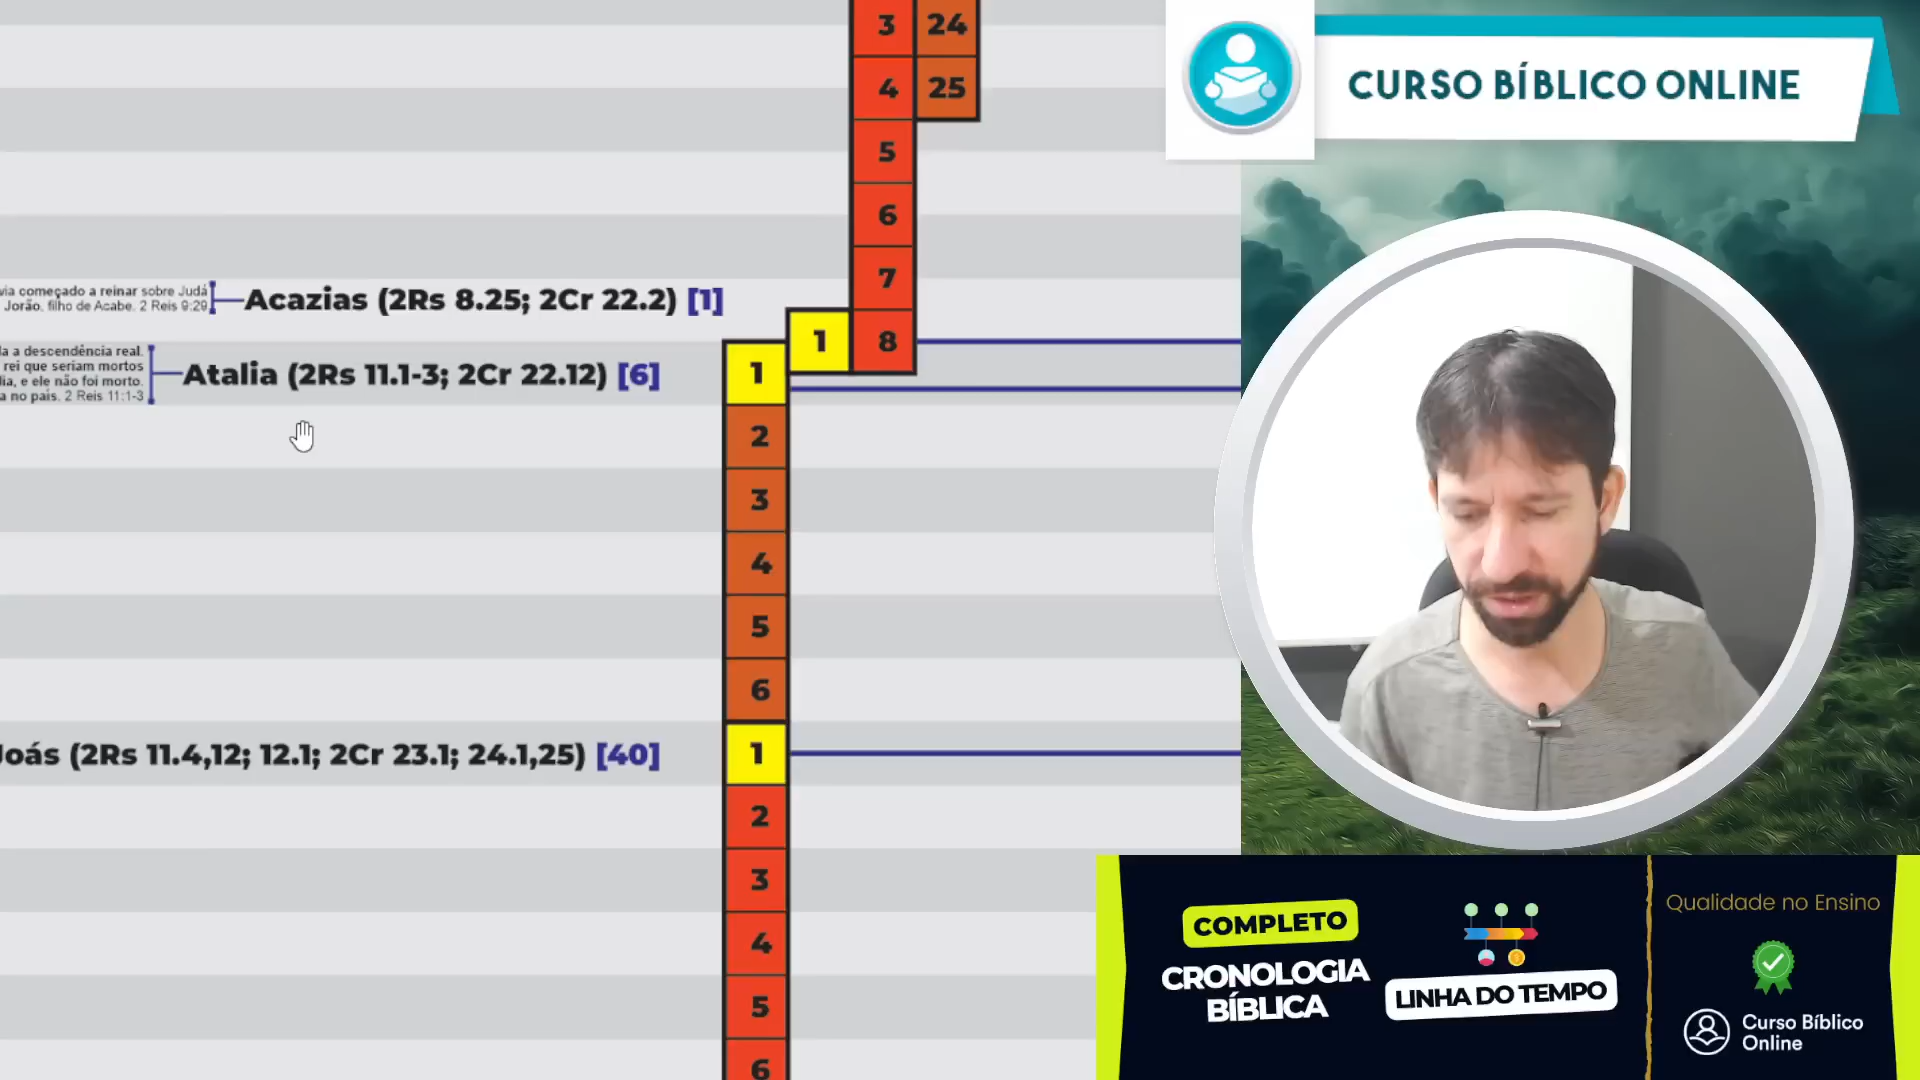 3 24
4 25
5
6
7
1 8
CURSO BÍBLICO ONLINE
via começado a reinar sobre Judá
Jorão, filho de Acabe. 2 Reis 9:29
Acazias (2Rs 8.25; 2Cr 22.2) [1]
a a descendência real.
rei que seriam mortos
lia, e ele não foi morto.
a no país. 2 Reis 11:1-3
Atalia (2Rs 11.1-3; 2Cr 22.12) [6]
1
2
3
4
5
6
Joás (2Rs 11.4,12; 12.1; 2Cr 23.1; 24.1,25) [40]
1
2
3
4
5
6
COMPLETO
CRONOLOGIA
BÍBLICA
LINHA DO TEMPO
Qualidade no Ensino
Curso Bíblico
Online